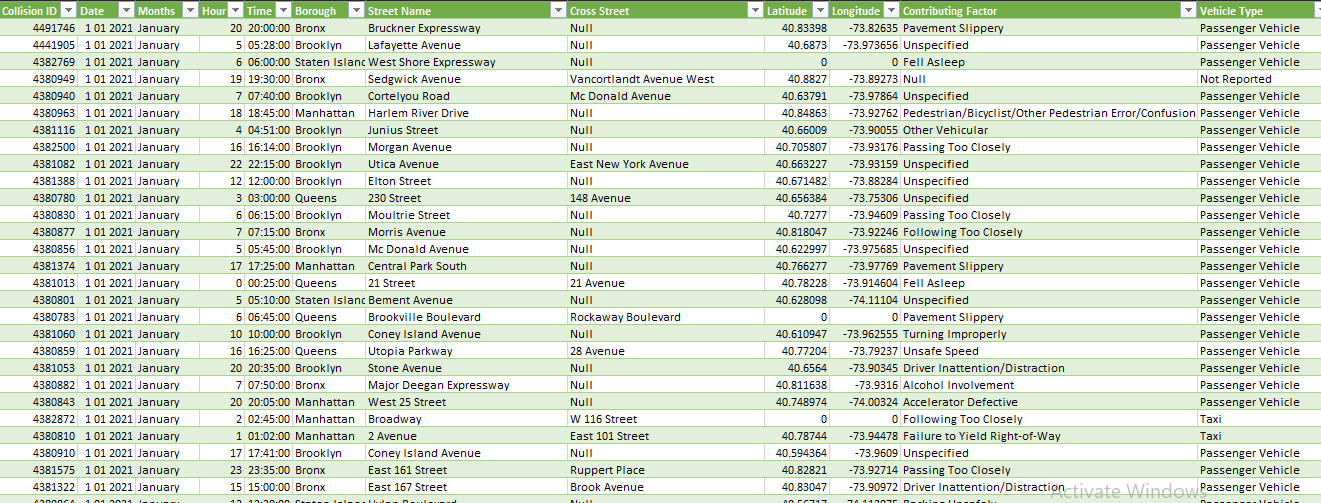 Collision ID Date Months Hour Time Borough Street Name Cross Street Latitude Longitude Contributing Factor Vehicle Type
4491746 1 01 2021 January 20 20:00:00 Bronx Bruckner Expressway Null 40.83398 -73.82635 Pavement Slippery Passenger Vehicle
4441905 1 01 2021 January 5 05:28:00 Brooklyn Lafayette Avenue Null 40.6873 -73.973656 Unspecified Passenger Vehicle
4382769 1 01 2021 January 6 06:00:00 Staten Islanc West Shore Expressway Null 0 0 Fell Asleep Passenger Vehicle
4380949 1 01 2021 January 19 19:30:00 Bronx Sedgwick Avenue Vancortlandt Avenue West 40.8827 -73.89273 Null Not Reported
4380940 1 01 2021 January 7 07:40:00 Brooklyn Cortelyou Road Mc Donald Avenue 40.63791 -73.97864 Unspecified Passenger Vehicle
4380963 1 01 2021 January 18 18:45:00 Manhattan Harlem River Drive Null 40.84863 -73.92762 Pedestrian/Bicyclist/Other Pedestrian Error/Confusion Passenger Vehicle
4381116 1 01 2021 January 4 04:51:00 Brooklyn Junius Street Null 40.66009 -73.90055 Other Vehicular Passenger Vehicle
4382500 1 01 2021 January 16 16:14:00 Brooklyn Morgan Avenue Null 40.705807 -73.93176 Passing Too Closely Passenger Vehicle
4381082 1 01 2021 January 22 22:15:00 Brooklyn Utica Avenue East New York Avenue 40.663227 -73.93159 Unspecified Passenger Vehicle
4381388 1 01 2021 January 12 12:00:00 Brooklyn Elton Street Null 40.671482 -73.88284 Unspecified Passenger Vehicle
4380780 1 01 2021 January 3 03:00:00 Queens 230 Street 148 Avenue 40.656384 -73.75306 Unspecified Passenger Vehicle
4380830 1 01 2021 January 6 06:15:00 Brooklyn Moultrie Street Null 40.7277 -73.94609 Passing Too Closely Passenger Vehicle
4380877 1 01 2021 January 7 07:15:00 Bronx Morris Avenue Null 40.818047 -73.92246 Following Too Closely Passenger Vehicle
4380856 1 01 2021 January 5 05:45:00 Brooklyn Mc Donald Avenue Null 40.622997 -73.975685 Unspecified Passenger Vehicle
4381374 1 01 2021 January 17 17:25:00 Manhattan Central Park South Null 40.766277 -73.97769 Pavement Slippery Passenger Vehicle
4381013 1 01 2021 January 0 00:25:00 Queens 21 Street 21 Avenue 40.78228 -73.914604 Fell Asleep Passenger Vehicle
4380801 1 01 2021 January 5 05:10:00 Staten Islanc Bement Avenue Null 40.628098 -74.11104 Unspecified Passenger Vehicle
4380783 1 01 2021 January 6 06:45:00 Queens Brookville Boulevard Rockaway Boulevard 0 0 Pavement Slippery Passenger Vehicle
4381060 1 01 2021 January 10 10:00:00 Brooklyn Coney Island Avenue Null 40.610947 -73.962555 Turning Improperly Passenger Vehicle
4380859 1 01 2021 January 16 16:25:00 Queens Utopia Parkway 28 Avenue 40.77204 -73.79237 Unsafe Speed Passenger Vehicle
4381053 1 01 2021 January 20 20:35:00 Brooklyn Stone Avenue Null 40.6564 -73.90345 Driver Inattention/Distraction Passenger Vehicle
4380882 1 01 2021 January 7 07:50:00 Bronx Major Deegan Expressway Null 40.811638 -73.9316 Alcohol Involvement Passenger Vehicle
4380843 1 01 2021 January 20 20:05:00 Manhattan West 25 Street Null 40.748974 -74.00324 Accelerator Defective Passenger Vehicle
4382872 1 01 2021 January 2 02:45:00 Manhattan Broadway W 116 Street 0 0 Following Too Closely Taxi
4380810 1 01 2021 January 1 01:02:00 Manhattan 2 Avenue East 101 Street 40.78744 -73.94478 Failure to Yield Right-of-Way Taxi
4380910 1 01 2021 January 17 17:41:00 Brooklyn Coney Island Avenue Null 40.594364 -73.9609 Unspecified Passenger Vehicle
4381575 1 01 2021 January 23 23:35:00 Bronx East 161 Street Ruppert Place 40.82821 -73.92714 Passing Too Closely Passenger Vehicle
4381322 1 01 2021 January 15 15:00:00 Bronx East 167 Street Brook Avenue 40.83047 -73.90972 Driver Inattention/Distraction Passenger Vehicle
Activate Windows